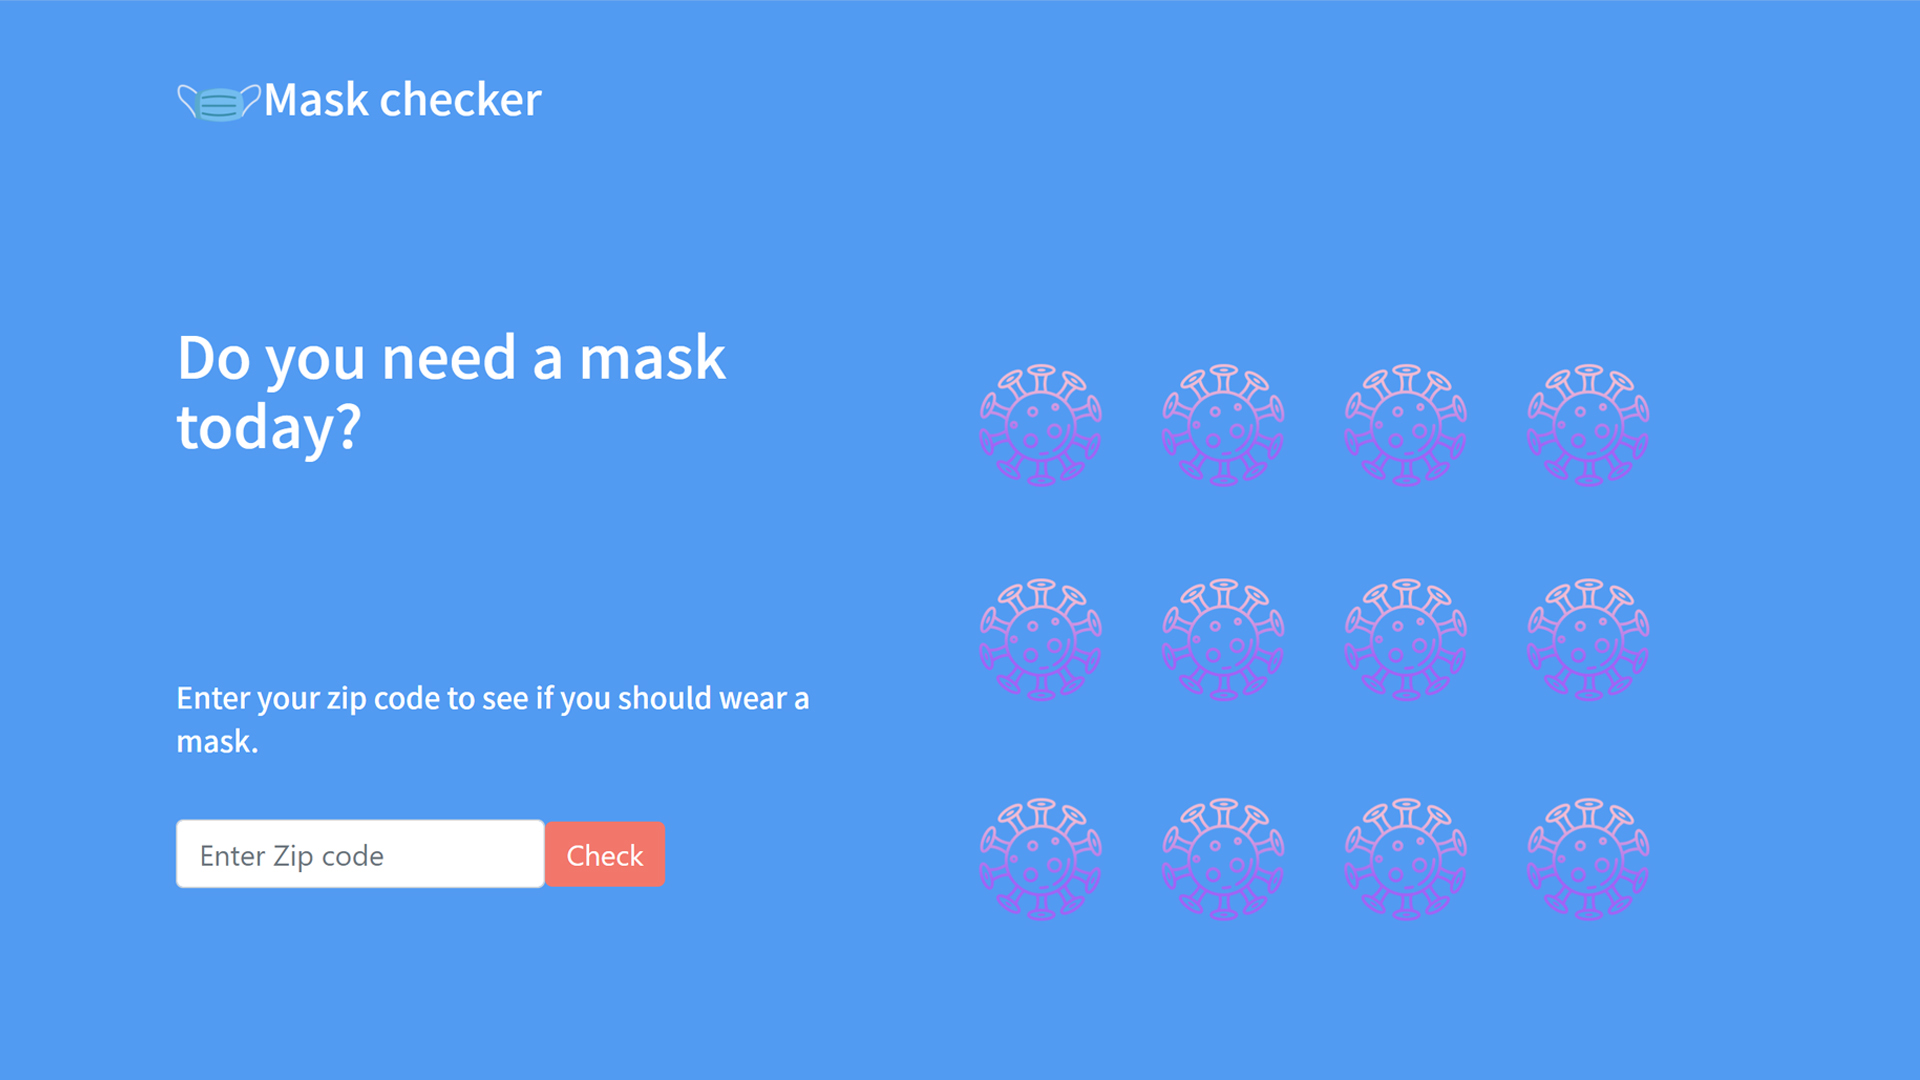 Mask checker
Do you need a mask
today?
Enter your zip code to see if you should wear a
mask.
Enter Zip code
Check